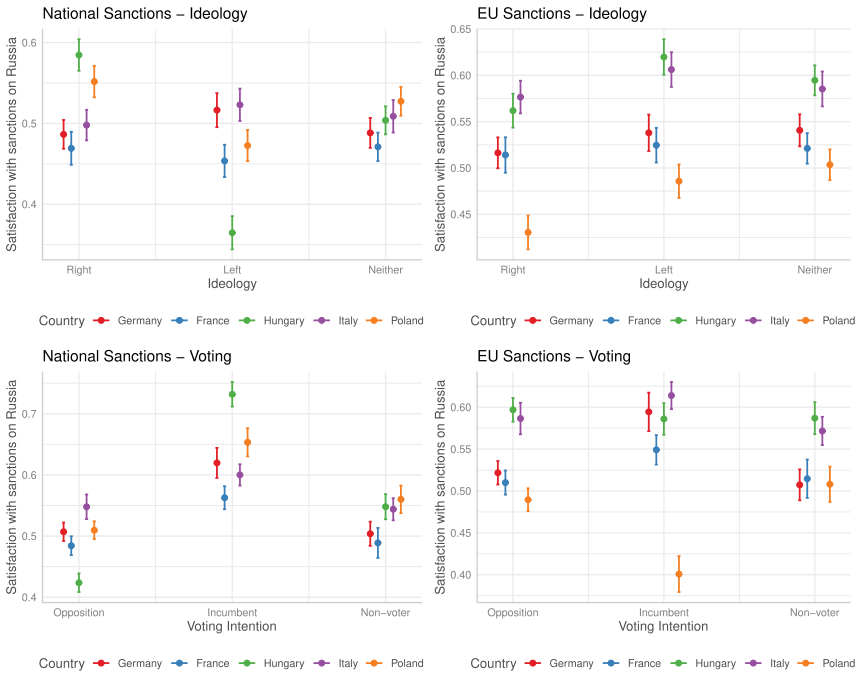 National Sanctions − Ideology
Satisfaction with sanctions on Russia
0.6
0.5
0.4
Right Left Neither
Ideology
Country Germany France Hungary Italy Poland
EU Sanctions − Ideology
Satisfaction with sanctions on Russia
0.65
0.60
0.55
0.50
0.45
Right Left Neither
Ideology
Country Germany France Hungary Italy Poland
National Sanctions − Voting
Satisfaction with sanctions on Russia
0.7
0.6
0.5
0.4
Opposition Incumbent Non−voter
Voting Intention
Country Germany France Hungary Italy Poland
EU Sanctions − Voting
Satisfaction with sanctions on Russia
0.60
0.55
0.50
0.45
0.40
Opposition Incumbent Non−voter
Voting Intention
Country Germany France Hungary Italy Poland